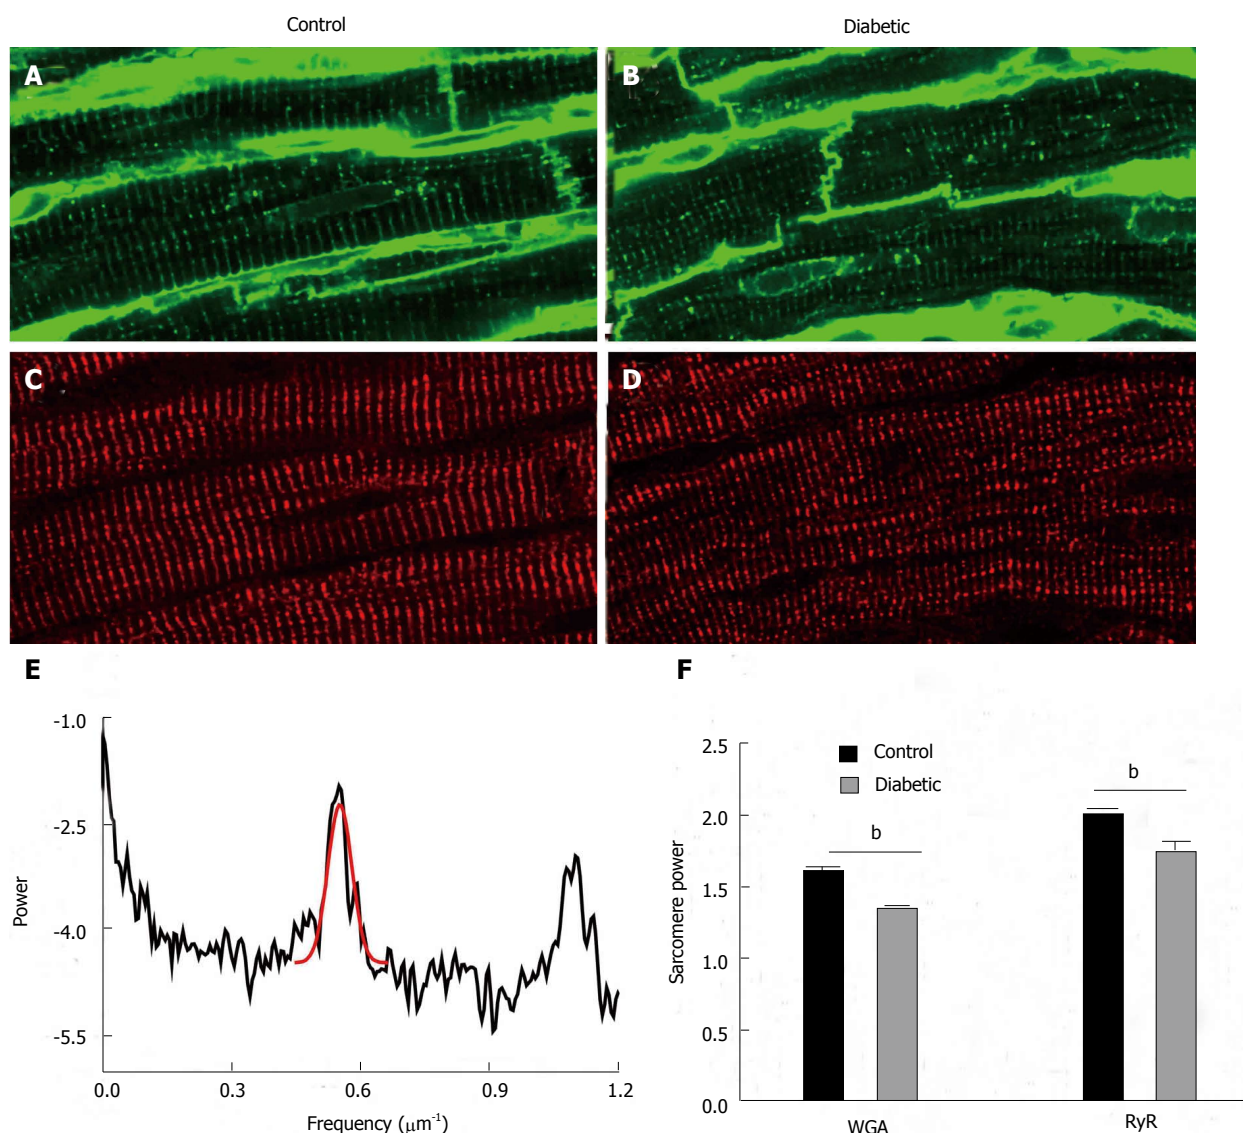 Control
Diabetic
A
B
C
D
E
-1.0
-2.5
-4.0
-5.5
Power
0.0
0.3
0.6
0.9
1.2
Frequency (μm⁻¹)
F
2.5
2.0
1.5
1.0
0.5
0.0
Sarcomere power
Control
Diabetic
b
b
WGA
RyR